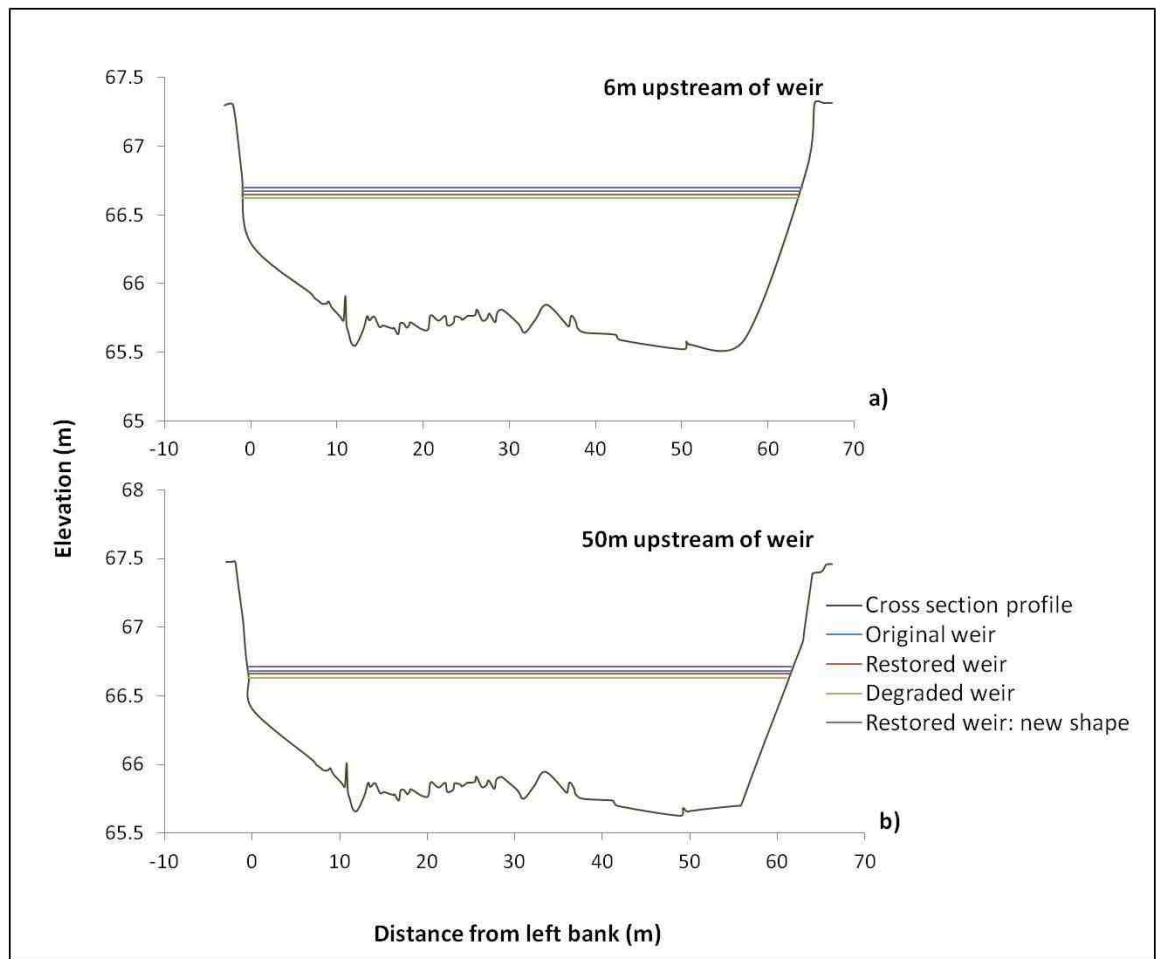 6m upstream of weir
67.5
67
66.5
66
65.5
65
-10 0 10 20 30 40 50 60 70
a)
Elevation (m)
50m upstream of weir
68
67.5
67
66.5
66
65.5
-10 0 10 20 30 40 50 60 70
Cross section profile
Original weir
Restored weir
Degraded weir
Restored weir: new shape
b)
Distance from left bank (m)